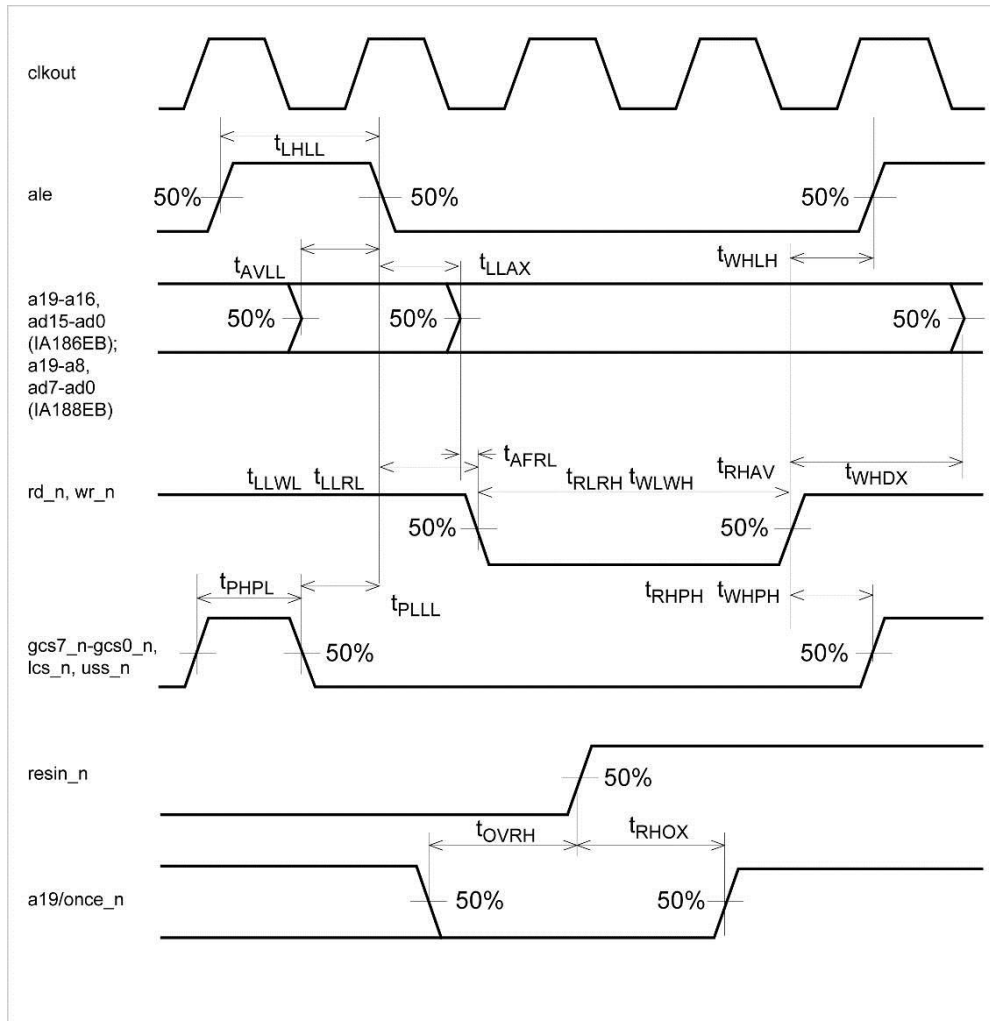 clkout
tLHLL
ale
50%
50%
50%
tAVLL
tLLAX
tWHLH
a19-a16,
ad15-ad0
(IA186EB);
a19-a8,
ad7-ad0
(IA188EB)
50%
50%
50%
tAFRL
tLLWL tLLRL
tRLRH tWLWH
tRHAV
tWHDX
rd_n, wr_n
50%
50%
tPHPL
tPLLL
tRHPH tWHPH
gcs7_n-gcs0_n,
lcs_n, uss_n
50%
50%
resin_n
50%
tOVRH
tRHOX
a19/once_n
50%
50%